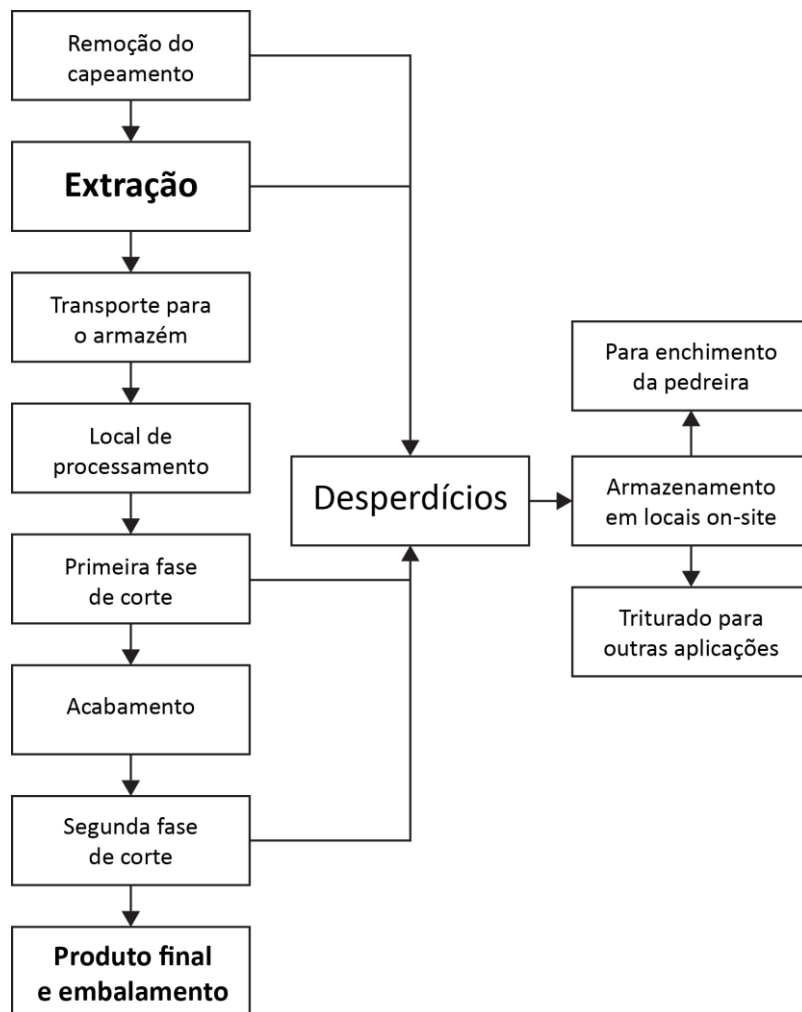 Remoção do
capeamento
Extração
Transporte para
o armazém
Local de
processamento
Primeira fase
de corte
Acabamento
Segunda fase
de corte
Produto final
e embalamento
Desperdícios
Para enchimento
da pedreira
Armazenamento
em locais on-site
Triturado para
outras aplicações